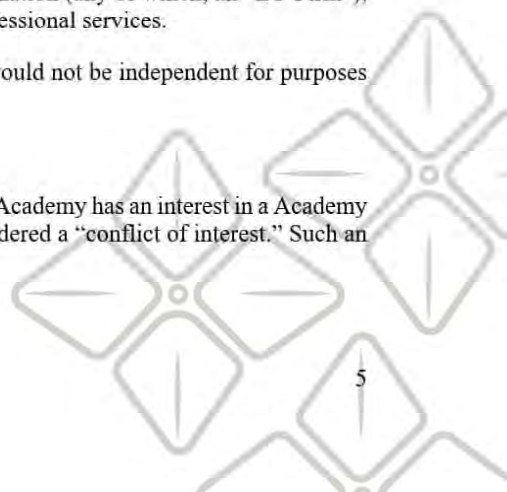 essional services.
ould not be independent for purposes
Academy has an interest in a Academy
dered a “conflict of interest.” Such an
5